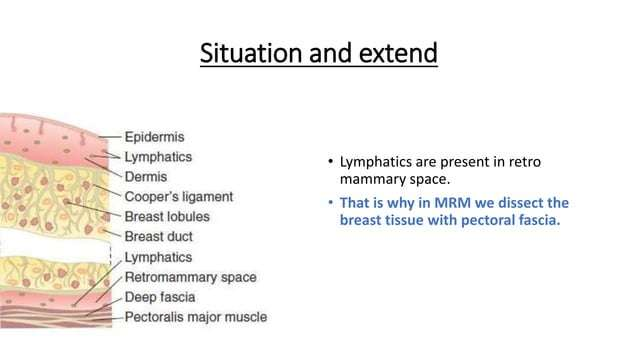 Situation and extend
Epidermis
Lymphatics
Dermis
Cooper's ligament
Breast lobules
Breast duct
Lymphatics
Retromammary space
Deep fascia
Pectoralis major muscle
• Lymphatics are present in retro
mammary space.
• That is why in MRM we dissect the
breast tissue with pectoral fascia.